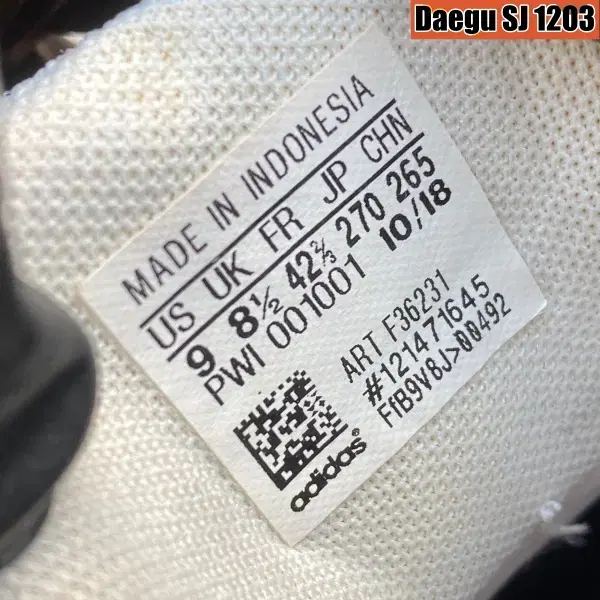 Daegu SJ 1203
MADE IN INDONESIA
US UK FR JP CHN
9 8½ 42⅔ 270 265
PWI 001001 10/18
ART F36231
#121471645
FfB9V8J>00492
adidas